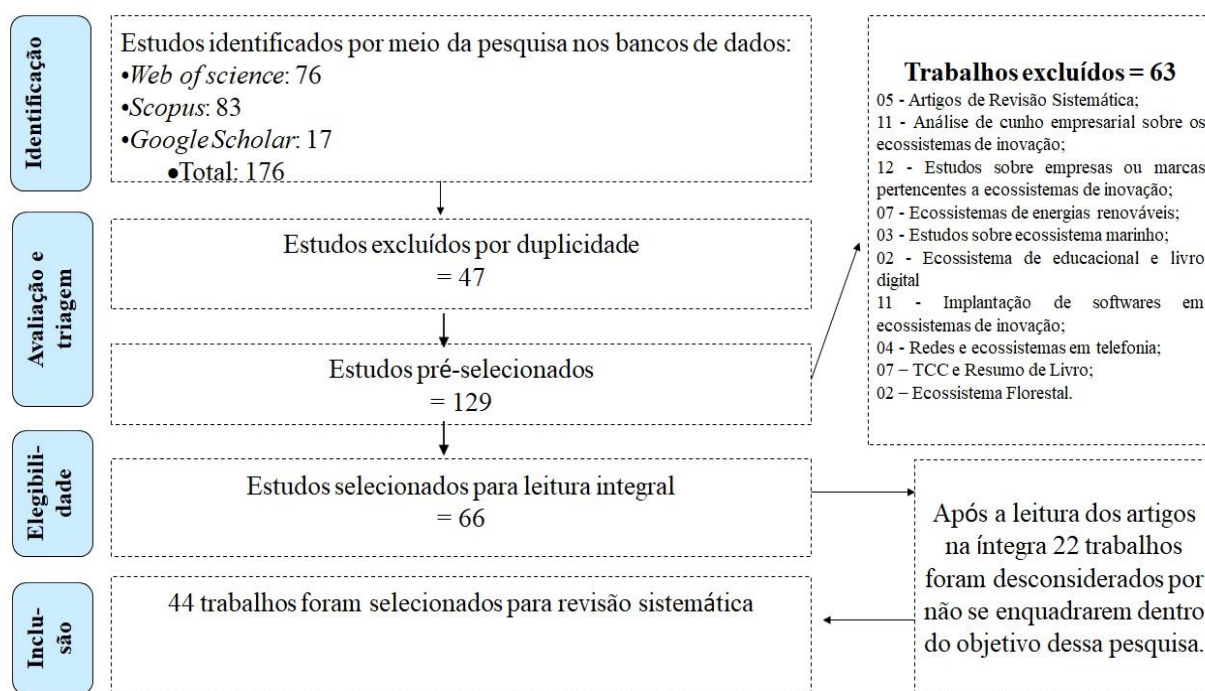 Identificação
Estudos identificados por meio da pesquisa nos bancos de dados:
•Web of science: 76
•Scopus: 83
•GoogleScholar: 17
•Total: 176
Avaliação e
triagem
Estudos excluídos por duplicidade
= 47
Estudos pré-selecionados
= 129
Trabalhos excluídos = 63
05 - Artigos de Revisão Sistemática;
11 - Análise de cunho empresarial sobre os
ecossistemas de inovação;
12 - Estudos sobre empresas ou marcas
pertencentes a ecossistemas de inovação;
07 - Ecossistemas de energias renováveis;
03 - Estudos sobre ecossistema marinho;
02 - Ecossistema de educacional e livro
digital
11 - Implantação de softwares em
ecossistemas de inovação;
04 - Redes e ecossistemas em telefonia;
07 – TCC e Resumo de Livro;
02 – Ecossistema Florestal.
Elegibili-
dade
Estudos selecionados para leitura integral
= 66
Após a leitura dos artigos
na íntegra 22 trabalhos
foram desconsiderados por
não se enquadrarem dentro
do objetivo dessa pesquisa.
Inclu-
são
44 trabalhos foram selecionados para revisão sistemática